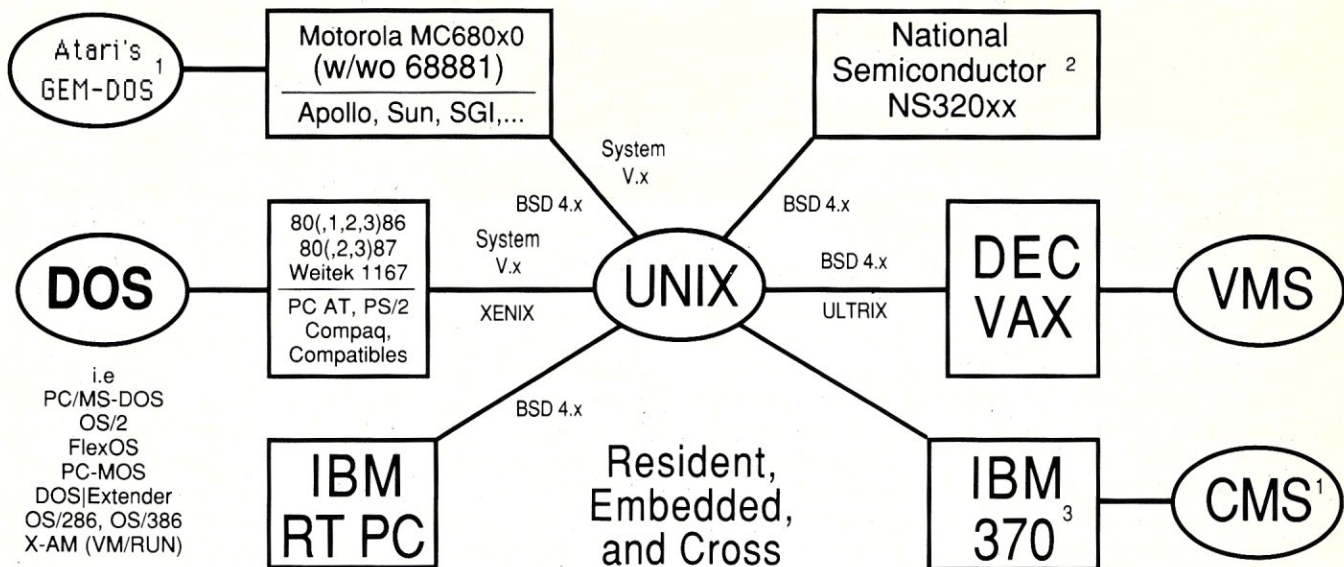 Atari's
GEM-DOS 1
Motorola MC680x0
(w/wo 68881)
Apollo, Sun, SGI,...
National
Semiconductor 2
NS320xx
System
V.x
BSD 4.x
BSD 4.x
DOS
80(,1,2,3)86
80(,2,3)87
Weitek 1167
PC AT, PS/2
Compaq,
Compatibles
System
V.x
XENIX
UNIX
BSD 4.x
ULTRIX
DEC
VAX
VMS
i.e
PC/MS-DOS
OS/2
FlexOS
PC-MOS
DOS|Extender
OS/286, OS/386
X-AM (VM/RUN)
BSD 4.x
IBM
RT PC
Resident,
Embedded,
and Cross
IBM
370 3
CMS 1